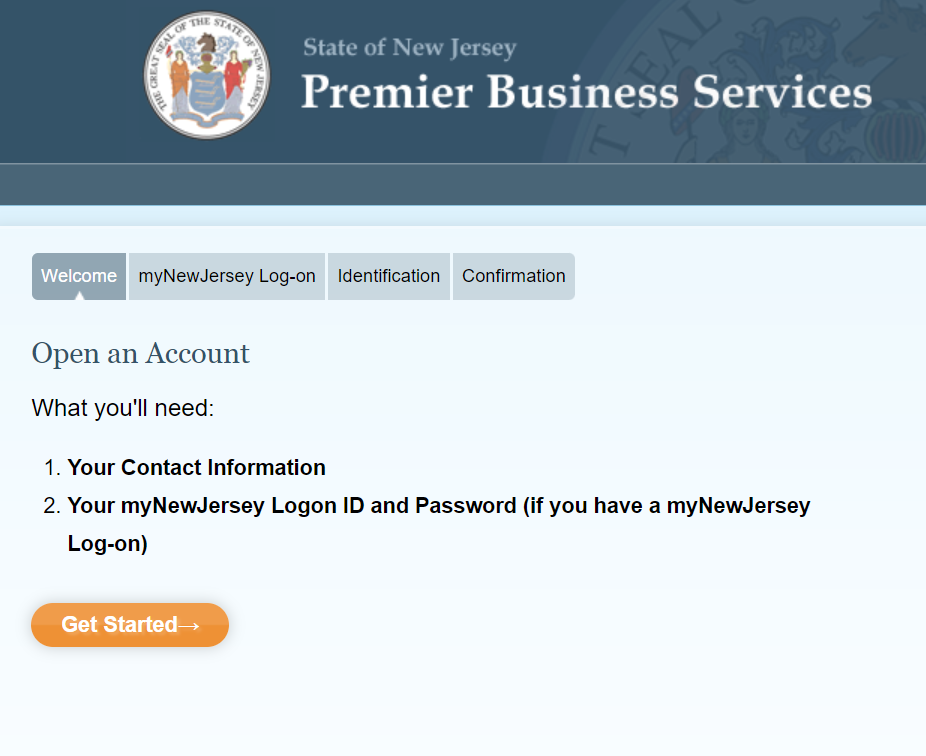 THE GREAT SEAL OF THE STATE OF NEW JERSEY
State of New Jersey
Premier Business Services
Welcome
myNewJersey Log-on
Identification
Confirmation
Open an Account
What you'll need:
1. Your Contact Information
2. Your myNewJersey Logon ID and Password (if you have a myNewJersey
Log-on)
Get Started→